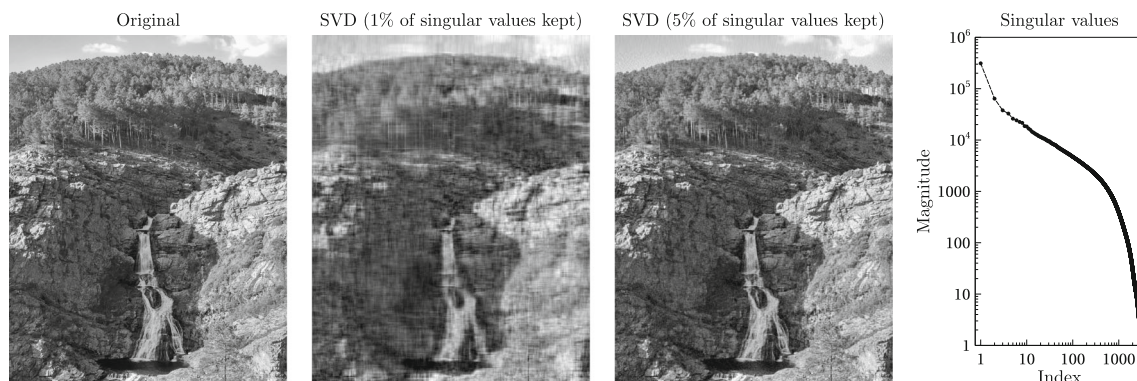 Original
SVD (1% of singular values kept)
SVD (5% of singular values kept)
Singular values
Magnitude
10^6
10^5
10^4
1000
100
10
1
1 10 100 1000
Index